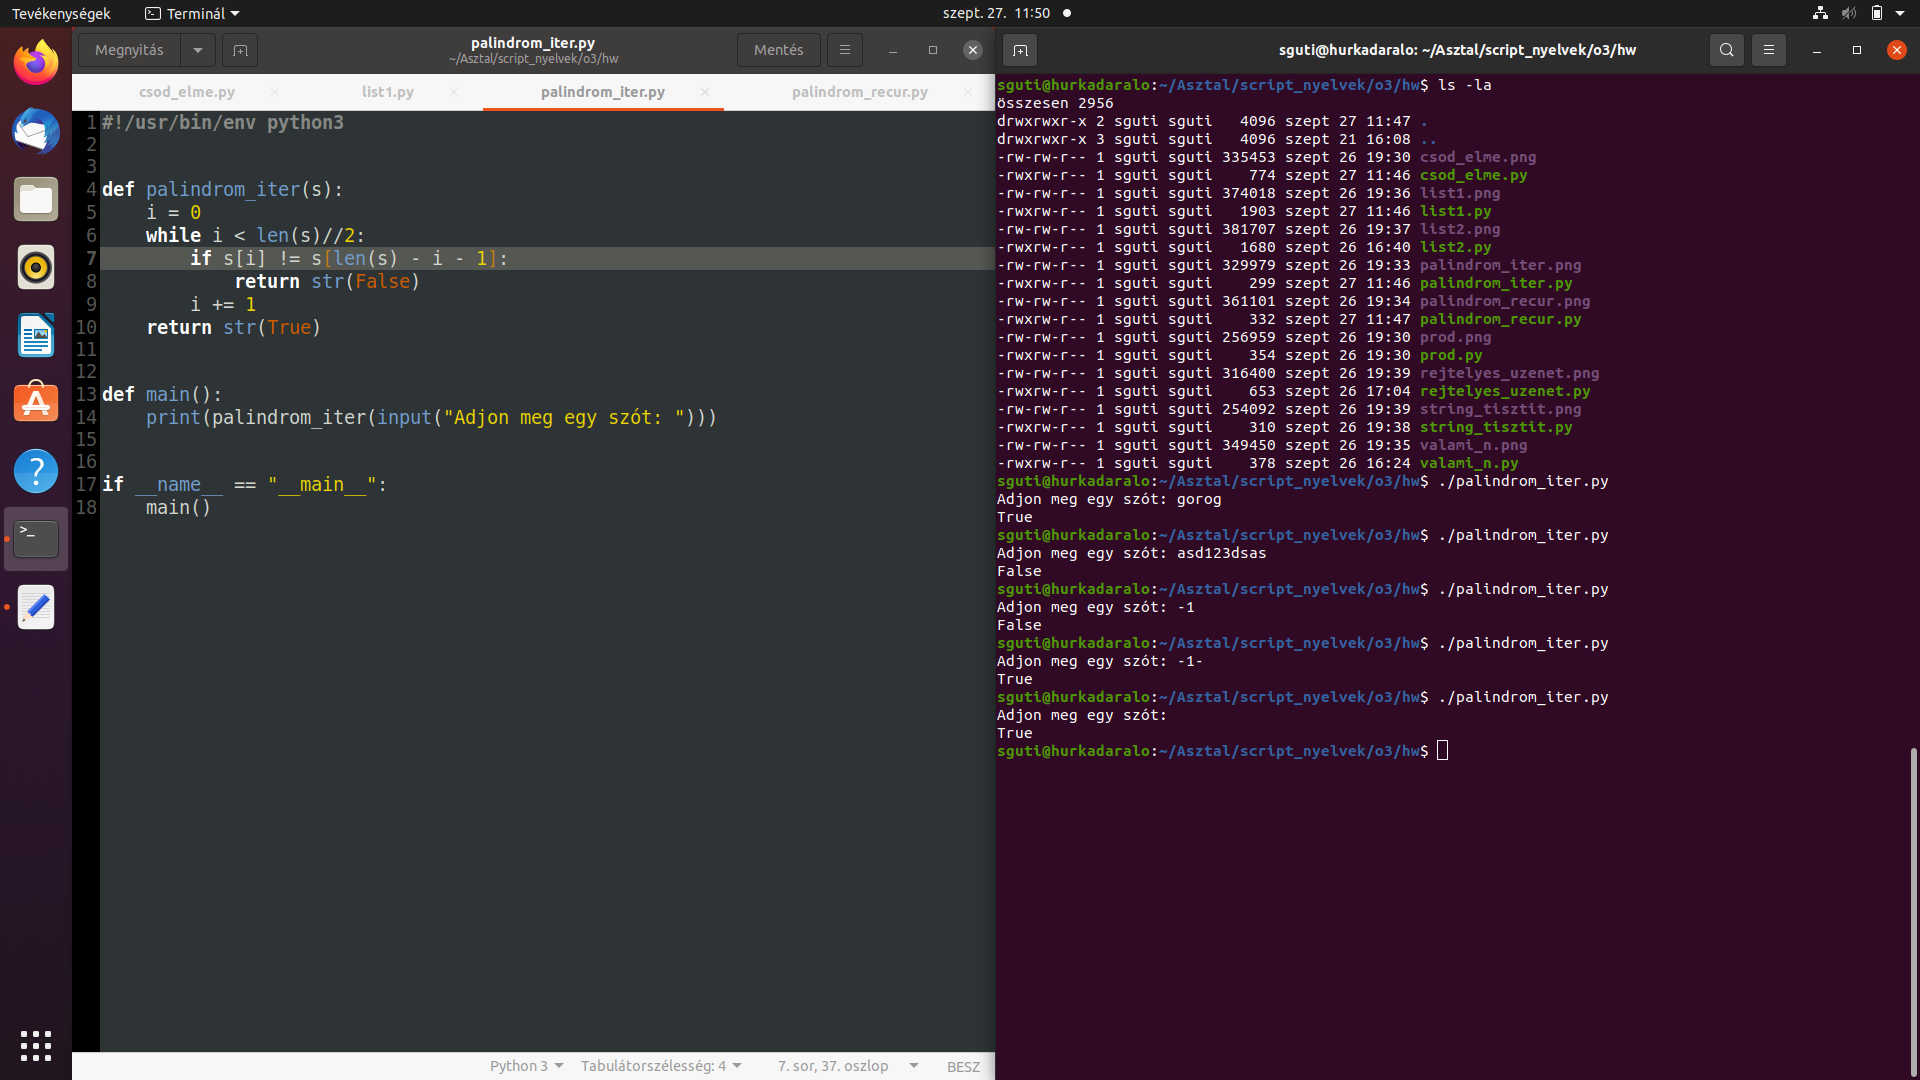 Tevékenységek
Terminál
szept. 27. 11:50
Megnyitás
palindrom_iter.py
~/Asztal/script_nyelvek/o3/hw
Mentés
csod_elme.py
list1.py
palindrom_iter.py
palindrom_recur.py
1 #!/usr/bin/env python3
2
3
4 def palindrom_iter(s):
5     i = 0
6     while i < len(s)//2:
7         if s[i] != s[len(s) - i - 1]:
8             return str(False)
9         i += 1
10     return str(True)
11
12
13 def main():
14     print(palindrom_iter(input("Adjon meg egy szót: ")))
15
16
17 if __name__ == "__main__":
18     main()
Python 3
Tabulátorszélesség: 4
7. sor, 37. oszlop
BESZ
sguti@hurkadaralo: ~/Asztal/script_nyelvek/o3/hw
sguti@hurkadaralo:~/Asztal/script_nyelvek/o3/hw$ ls -la
összesen 2956
drwxrwxr-x 2 sguti sguti   4096 szept 27 11:47 .
drwxrwxr-x 3 sguti sguti   4096 szept 21 16:08 ..
-rw-rw-r-- 1 sguti sguti 335453 szept 26 19:30 csod_elme.png
-rwxrw-r-- 1 sguti sguti    774 szept 27 11:46 csod_elme.py
-rw-rw-r-- 1 sguti sguti 374018 szept 26 19:36 list1.png
-rwxrw-r-- 1 sguti sguti   1903 szept 27 11:46 list1.py
-rw-rw-r-- 1 sguti sguti 381707 szept 26 19:37 list2.png
-rwxrw-r-- 1 sguti sguti   1680 szept 26 16:40 list2.py
-rw-rw-r-- 1 sguti sguti 329979 szept 26 19:33 palindrom_iter.png
-rwxrw-r-- 1 sguti sguti    299 szept 27 11:46 palindrom_iter.py
-rw-rw-r-- 1 sguti sguti 361101 szept 26 19:34 palindrom_recur.png
-rwxrw-r-- 1 sguti sguti    332 szept 27 11:47 palindrom_recur.py
-rw-rw-r-- 1 sguti sguti 256959 szept 26 19:30 prod.png
-rwxrw-r-- 1 sguti sguti    354 szept 26 19:30 prod.py
-rw-rw-r-- 1 sguti sguti 316400 szept 26 19:39 rejtelyes_uzenet.png
-rwxrw-r-- 1 sguti sguti    653 szept 26 17:04 rejtelyes_uzenet.py
-rw-rw-r-- 1 sguti sguti 254092 szept 26 19:39 string_tisztit.png
-rwxrw-r-- 1 sguti sguti    310 szept 26 19:38 string_tisztit.py
-rw-rw-r-- 1 sguti sguti 349450 szept 26 19:35 valami_n.png
-rwxrw-r-- 1 sguti sguti    378 szept 26 16:24 valami_n.py
sguti@hurkadaralo:~/Asztal/script_nyelvek/o3/hw$ ./palindrom_iter.py
Adjon meg egy szót: gorog
True
sguti@hurkadaralo:~/Asztal/script_nyelvek/o3/hw$ ./palindrom_iter.py
Adjon meg egy szót: asd123dsas
False
sguti@hurkadaralo:~/Asztal/script_nyelvek/o3/hw$ ./palindrom_iter.py
Adjon meg egy szót: -1
False
sguti@hurkadaralo:~/Asztal/script_nyelvek/o3/hw$ ./palindrom_iter.py
Adjon meg egy szót: -1-
True
sguti@hurkadaralo:~/Asztal/script_nyelvek/o3/hw$ ./palindrom_iter.py
Adjon meg egy szót:
True
sguti@hurkadaralo:~/Asztal/script_nyelvek/o3/hw$